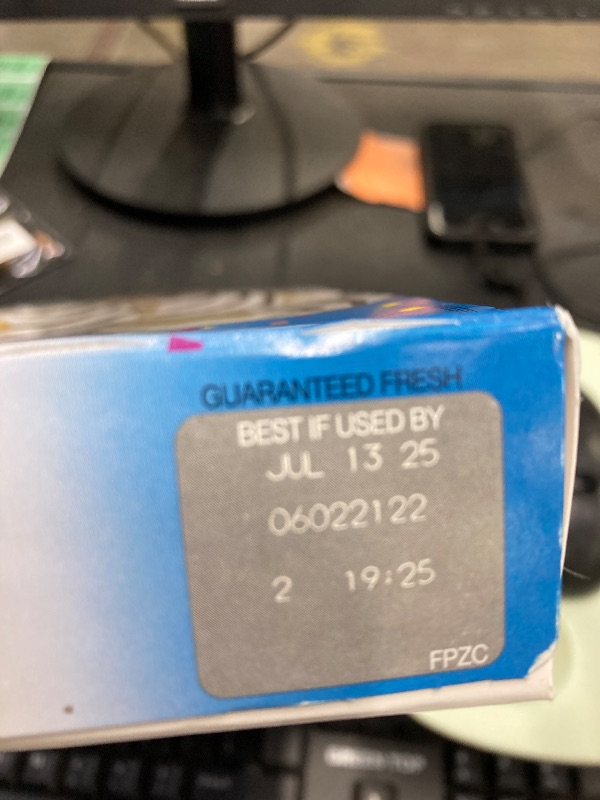 GUARANTEED FRESH
BEST IF USED BY
JUL 13 25
06022122
2 19:25
FPZC